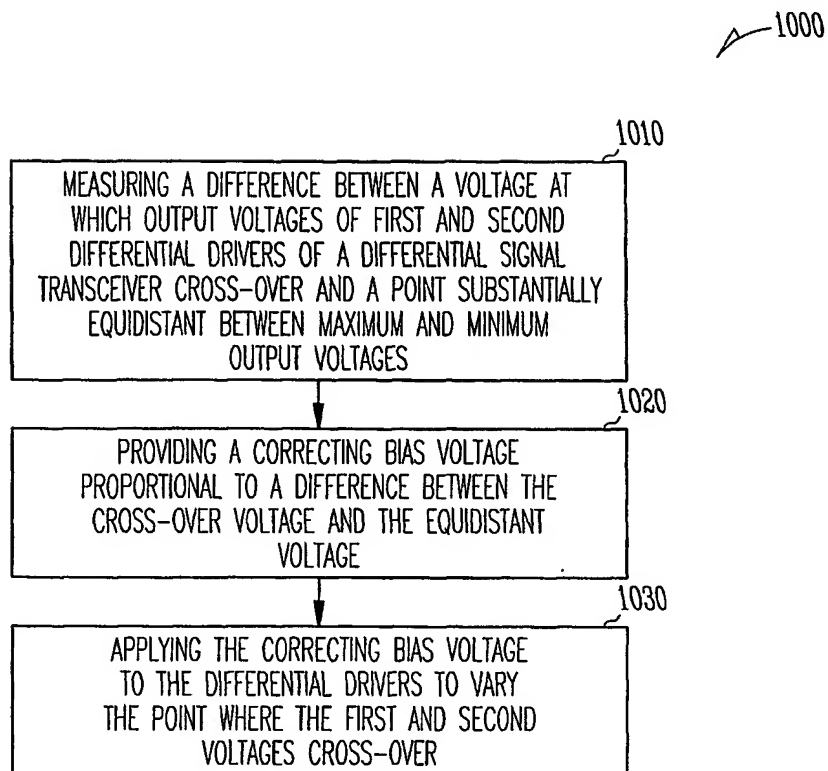 1000
1010
MEASURING A DIFFERENCE BETWEEN A VOLTAGE AT
WHICH OUTPUT VOLTAGES OF FIRST AND SECOND
DIFFERENTIAL DRIVERS OF A DIFFERENTIAL SIGNAL
TRANSCEIVER CROSS-OVER AND A POINT SUBSTANTIALLY
EQUIDISTANT BETWEEN MAXIMUM AND MINIMUM
OUTPUT VOLTAGES
1020
PROVIDING A CORRECTING BIAS VOLTAGE
PROPORTIONAL TO A DIFFERENCE BETWEEN THE
CROSS-OVER VOLTAGE AND THE EQUIDISTANT
VOLTAGE
1030
APPLYING THE CORRECTING BIAS VOLTAGE
TO THE DIFFERENTIAL DRIVERS TO VARY
THE POINT WHERE THE FIRST AND SECOND
VOLTAGES CROSS-OVER